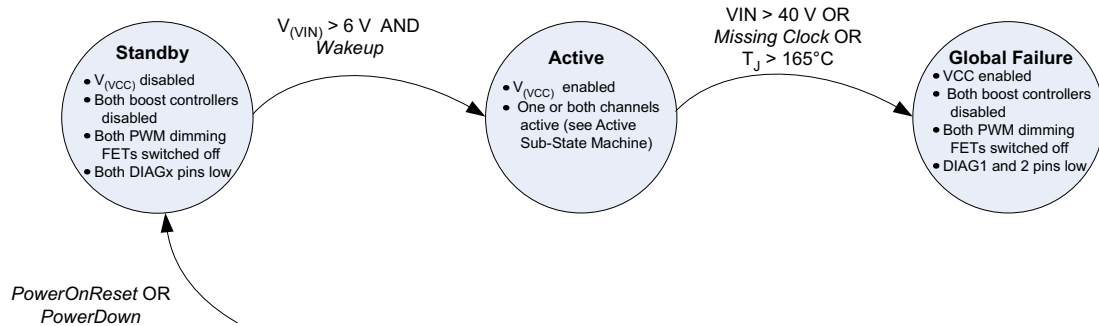 Standby
• V(VCC) disabled
• Both boost controllers
disabled
• Both PWM dimming
FETs switched off
• Both DIAGx pins low
V(VIN) > 6 V AND
Wakeup
Active
• V(VCC) enabled
• One or both channels
active (see Active
Sub-State Machine)
VIN > 40 V OR
Missing Clock OR
TJ > 165°C
Global Failure
• VCC enabled
• Both boost controllers
disabled
• Both PWM dimming
FETs switched off
• DIAG1 and 2 pins low
PowerOnReset OR
PowerDown